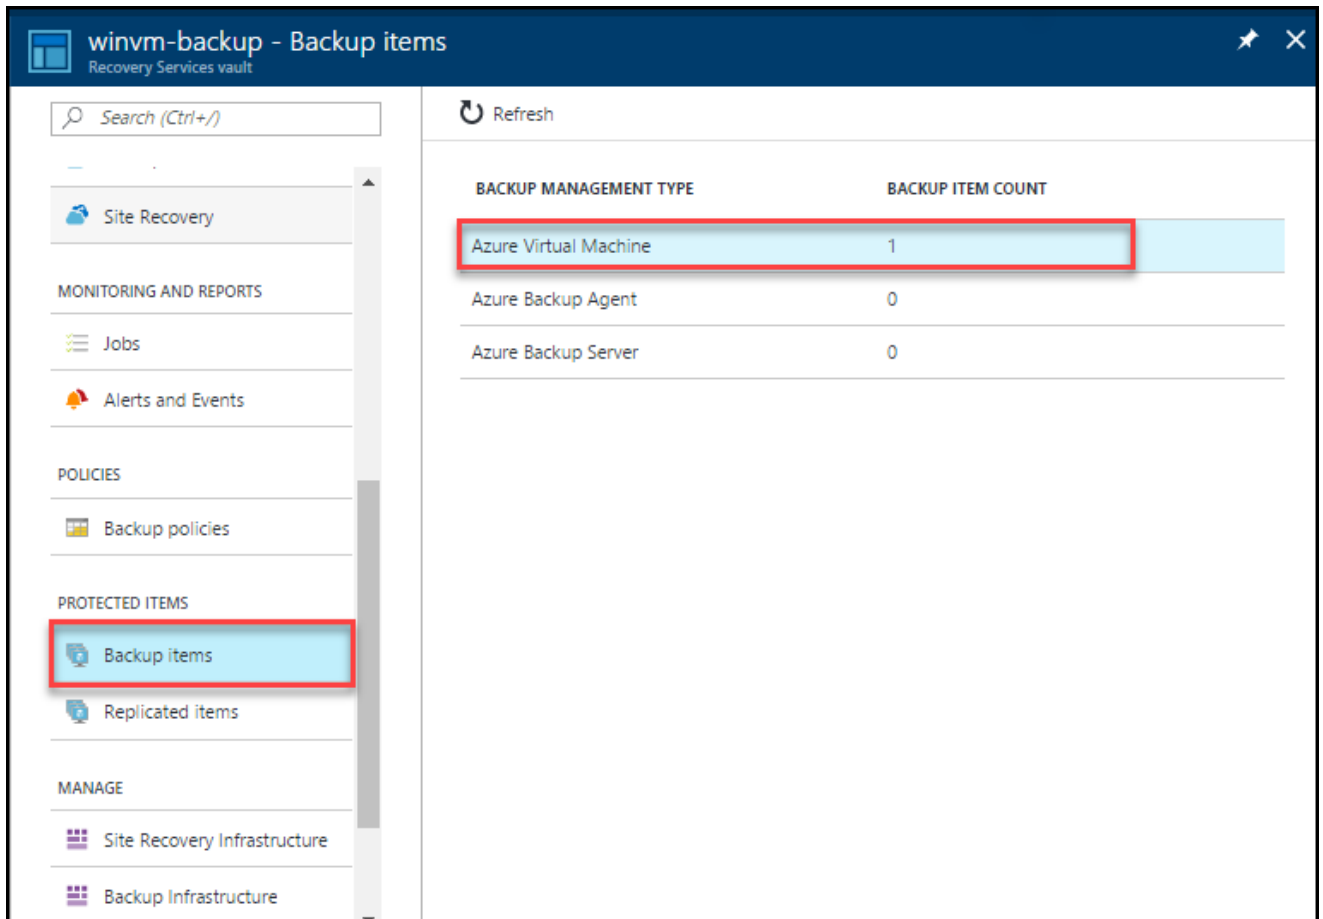 winvm-backup - Backup items
Recovery Services vault
Search (Ctrl+/)
Refresh
BACKUP MANAGEMENT TYPE BACKUP ITEM COUNT
Azure Virtual Machine 1
Azure Backup Agent 0
Azure Backup Server 0
Site Recovery
MONITORING AND REPORTS
Jobs
Alerts and Events
POLICIES
Backup policies
PROTECTED ITEMS
Backup items
Replicated items
MANAGE
Site Recovery Infrastructure
Backup Infrastructure